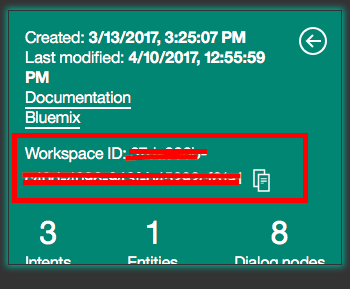 Created: 3/13/2017, 3:25:07 PM
Last modified: 4/10/2017, 12:55:59
PM
Documentation
Bluemix
Workspace ID:
3
1
8
Intents
Entities
Dialog nodes